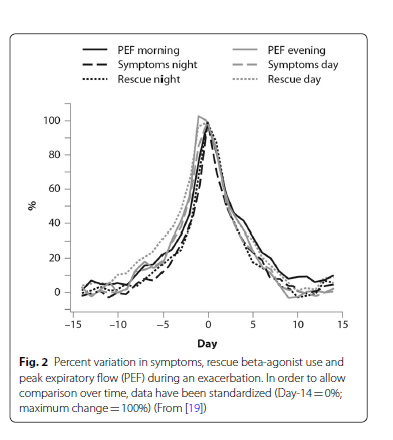 PEF morning PEF evening
Symptoms night Symptoms day
Rescue night Rescue day
100
80
60
40
20
0
%
−15 −10 −5 0 5 10 15
Day
Fig. 2 Percent variation in symptoms, rescue beta-agonist use and
peak expiratory flow (PEF) during an exacerbation. In order to allow
comparison over time, data have been standardized (Day-14 = 0%;
maximum change = 100%) (From [19])